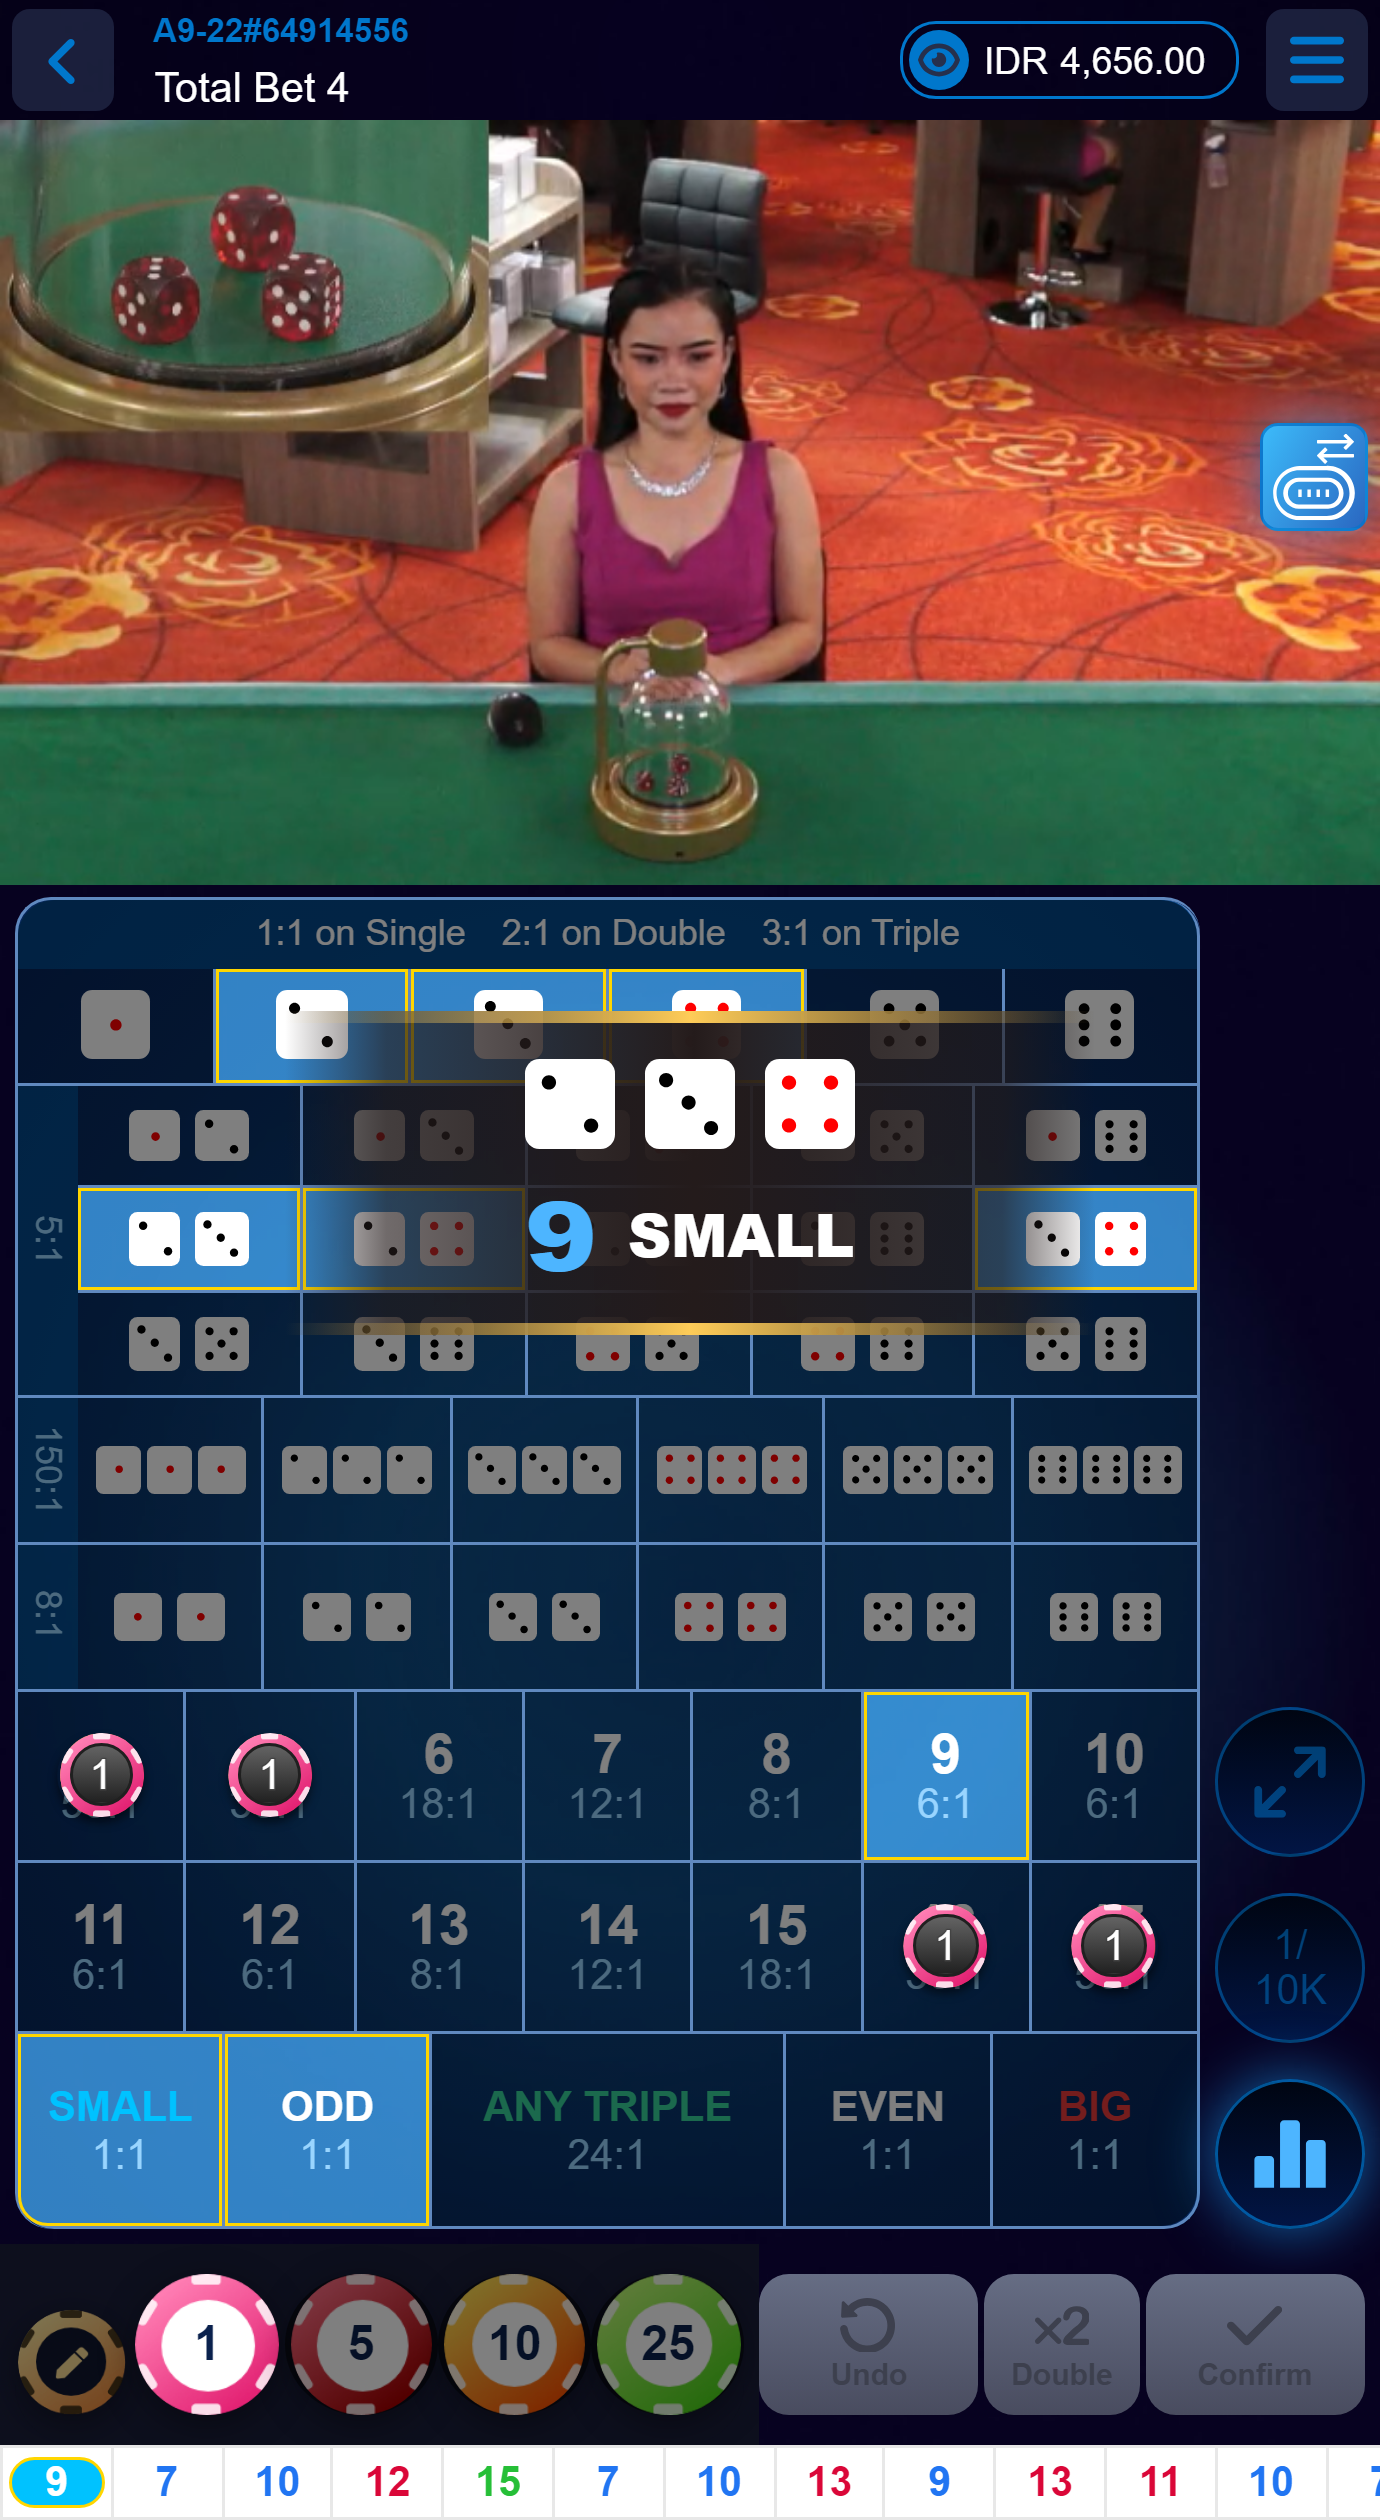 A9-22#64914556
Total Bet 4
IDR 4,656.00
1:1 on Single 2:1 on Double 3:1 on Triple
9 SMALL
5:1
150:1
8:1
1 1 6 7 8 9 10
18:1 12:1 8:1 6:1 6:1
11 12 13 14 15 1 1
6:1 6:1 8:1 12:1 18:1
1/
10K
SMALL ODD ANY TRIPLE EVEN BIG
1:1 1:1 24:1 1:1 1:1
1 5 10 25
x2
Undo Double Confirm
9 7 10 12 15 7 10 13 9 13 11 10